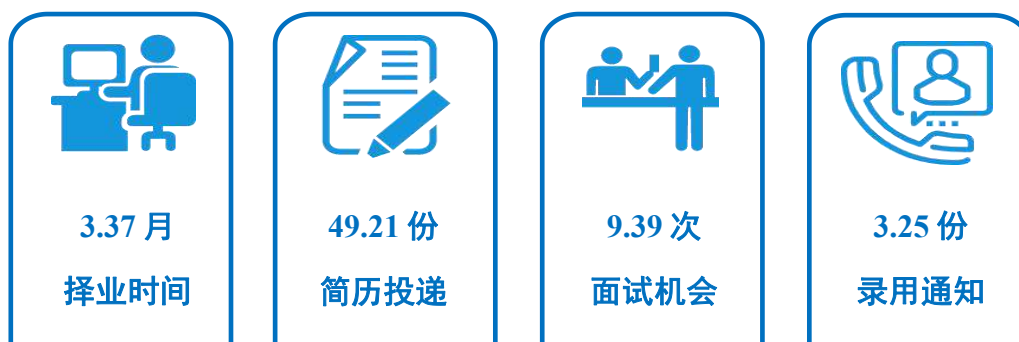 3.37 月
择业时间
49.21 份
简历投递
9.39 次
面试机会
3.25 份
录用通知